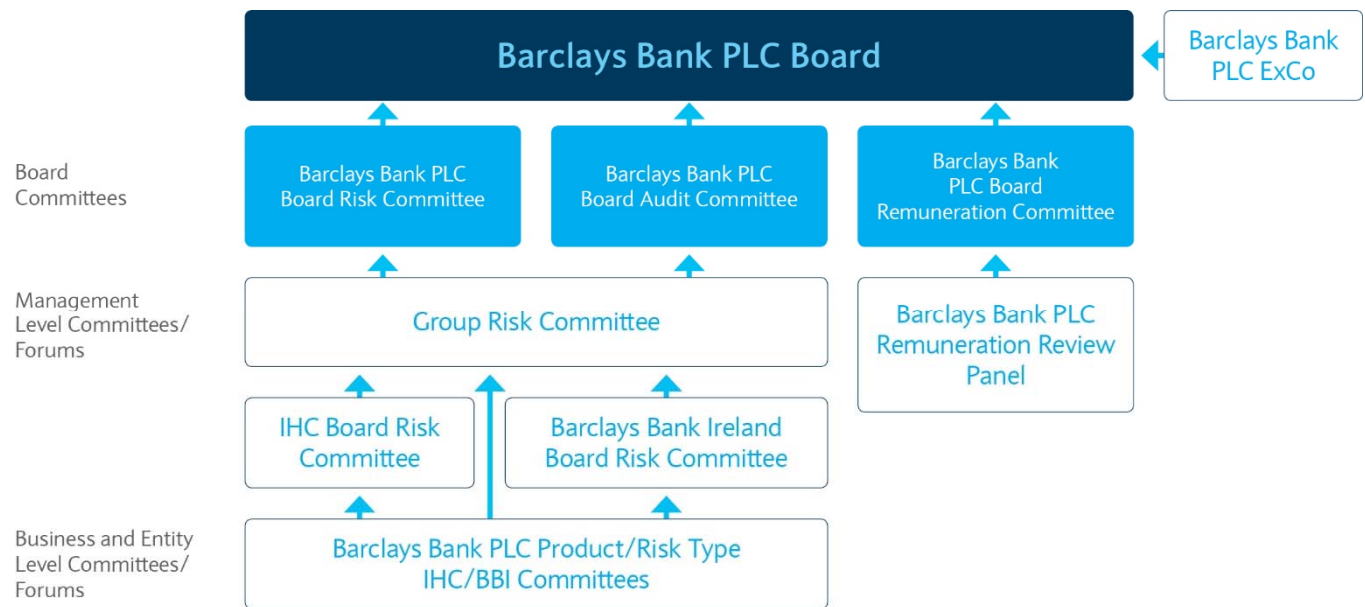 Barclays Bank PLC Board
Barclays Bank
PLC ExCo
Board
Committees
Barclays Bank PLC
Board Risk Committee
Barclays Bank PLC
Board Audit Committee
Barclays Bank
PLC Board
Remuneration Committee
Management
Level Committees/
Forums
Group Risk Committee
Barclays Bank PLC
Remuneration Review
Panel
IHC Board Risk
Committee
Barclays Bank Ireland
Board Risk Committee
Business and Entity
Level Committees/
Forums
Barclays Bank PLC Product/Risk Type
IHC/BBI Committees